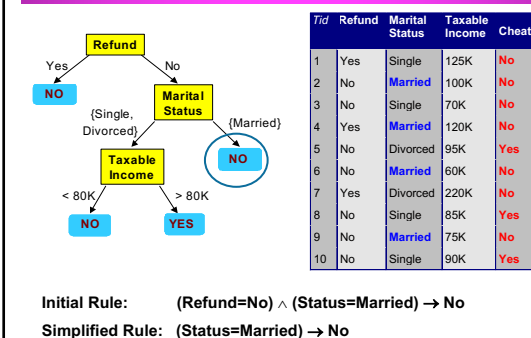 Refund
Yes
No
NO
Marital
Status
{Single,
Divorced}
{Married}
Taxable
Income
NO
< 80K
> 80K
NO
YES
Tid Refund Marital Status Taxable Income Cheat
1 Yes Single 125K No
2 No Married 100K No
3 No Single 70K No
4 Yes Married 120K No
5 No Divorced 95K Yes
6 No Married 60K No
7 Yes Divorced 220K No
8 No Single 85K Yes
9 No Married 75K No
10 No Single 90K Yes
Initial Rule: (Refund=No) ∧ (Status=Married) → No
Simplified Rule: (Status=Married) → No